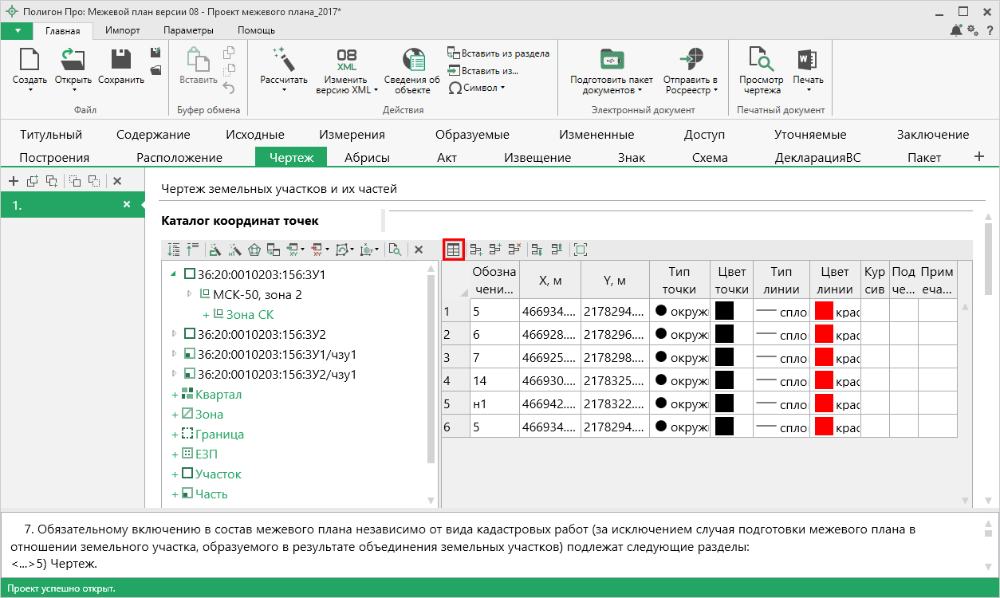 Полигон Про: Межевой план версии 08 - Проект межевого плана_2017*
Главная Импорт Параметры Помощь
?
Создать Открыть Сохранить
Файл
Вставить
Буфер обмена
Рассчитать
08 XML
Изменить версию XML
Сведения об объекте
Вставить из раздела
Вставить из...
Символ
Действия
Подготовить пакет документов
Отправить в Росреестр
Электронный документ
Просмотр чертежа
Печать
Печатный документ
Титульный Содержание Исходные Измерения Образуемые Измененные Доступ Уточняемые Заключение
Построения Расположение Чертеж Абрисы Акт Извещение Знак Схема ДекларацияВС Пакет +
1.
Чертеж земельных участков и их частей
Каталог координат точек
36:20:0010203:156:ЗУ1
МСК-50, зона 2
+ Зона СК
36:20:0010203:156:ЗУ2
36:20:0010203:156:ЗУ1/чзу1
36:20:0010203:156:ЗУ2/чзу1
+ Квартал
+ Зона
+ Граница
+ ЕЗП
+ Участок
+ Часть
Обозна чени... X, м Y, м Тип точки Цвет точки Тип линии Цвет линии Кур сив Под че... Прим еча...
1 5 466934.... 2178294.... окруж спло крас
2 6 466928.... 2178296.... окруж спло крас
3 7 466925.... 2178298.... окруж спло крас
4 14 466930.... 2178325.... окруж спло крас
5 н1 466942.... 2178322.... окруж спло крас
6 5 466934.... 2178294.... окруж спло крас
7. Обязательному включению в состав межевого плана независимо от вида кадастровых работ (за исключением случая подготовки межевого плана в
отношении земельного участка, образуемого в результате объединения земельных участков) подлежат следующие разделы:
<...>5) Чертеж.
Проект успешно открыт.